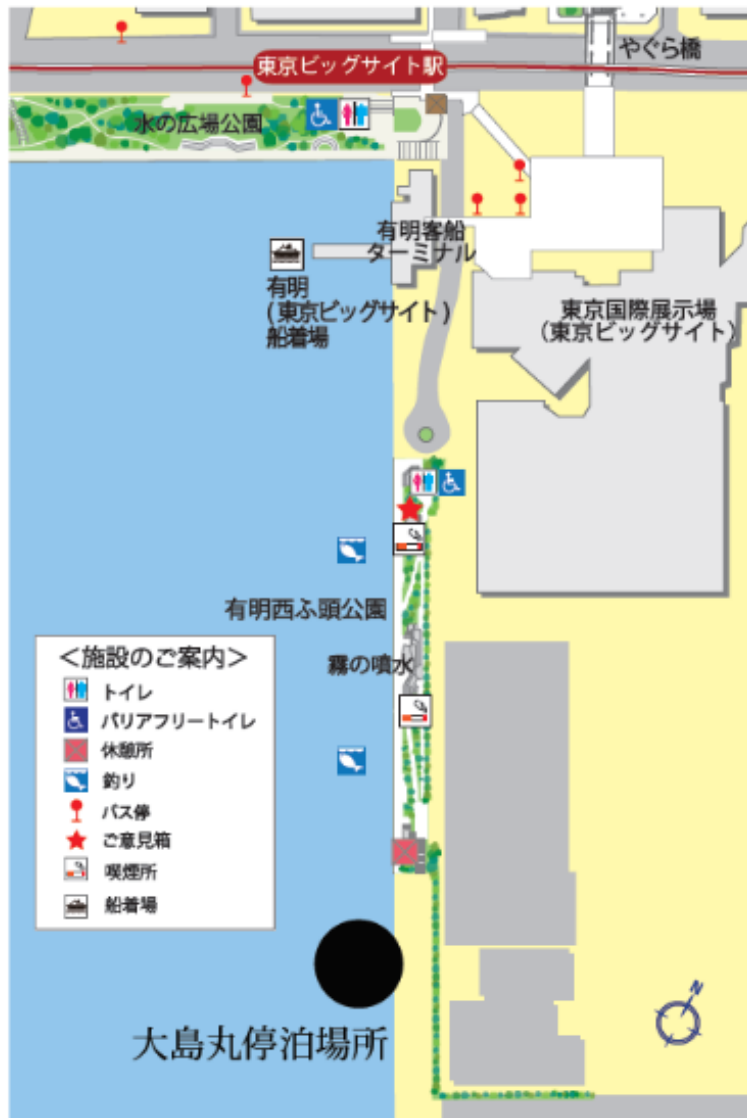 やぐら橋
東京ビッグサイト駅
水の広場公園
有明客船
ターミナル
有明
(東京ビッグサイト)
船着場
東京国際展示場
(東京ビッグサイト)
有明西ふ頭公園
霧の噴水
<施設のご案内>
トイレ
バリアフリートイレ
休憩所
釣り
バス停
ご意見箱
喫煙所
船着場
N
大島丸停泊場所